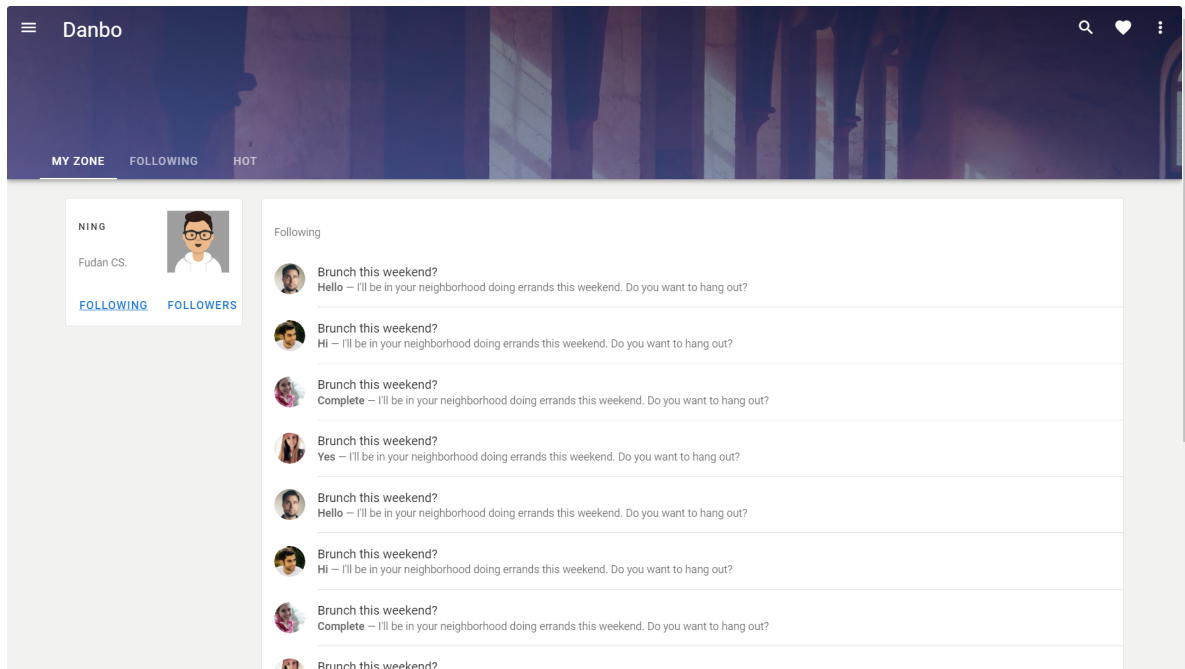 Danbo
MY ZONE FOLLOWING HOT
NING
Fudan CS.
FOLLOWING FOLLOWERS
Following
Brunch this weekend?
Hello — I'll be in your neighborhood doing errands this weekend. Do you want to hang out?
Brunch this weekend?
Hi — I'll be in your neighborhood doing errands this weekend. Do you want to hang out?
Brunch this weekend?
Complete — I'll be in your neighborhood doing errands this weekend. Do you want to hang out?
Brunch this weekend?
Yes — I'll be in your neighborhood doing errands this weekend. Do you want to hang out?
Brunch this weekend?
Hello — I'll be in your neighborhood doing errands this weekend. Do you want to hang out?
Brunch this weekend?
Hi — I'll be in your neighborhood doing errands this weekend. Do you want to hang out?
Brunch this weekend?
Complete — I'll be in your neighborhood doing errands this weekend. Do you want to hang out?
Brunch this weekend?